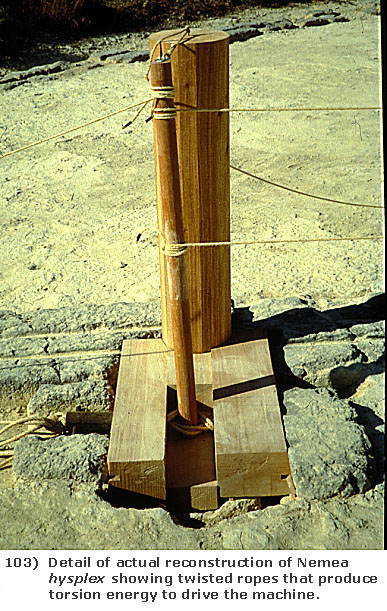 103) Detail of actual reconstruction of Nemea
hysplex showing twisted ropes that produce
torsion energy to drive the machine.